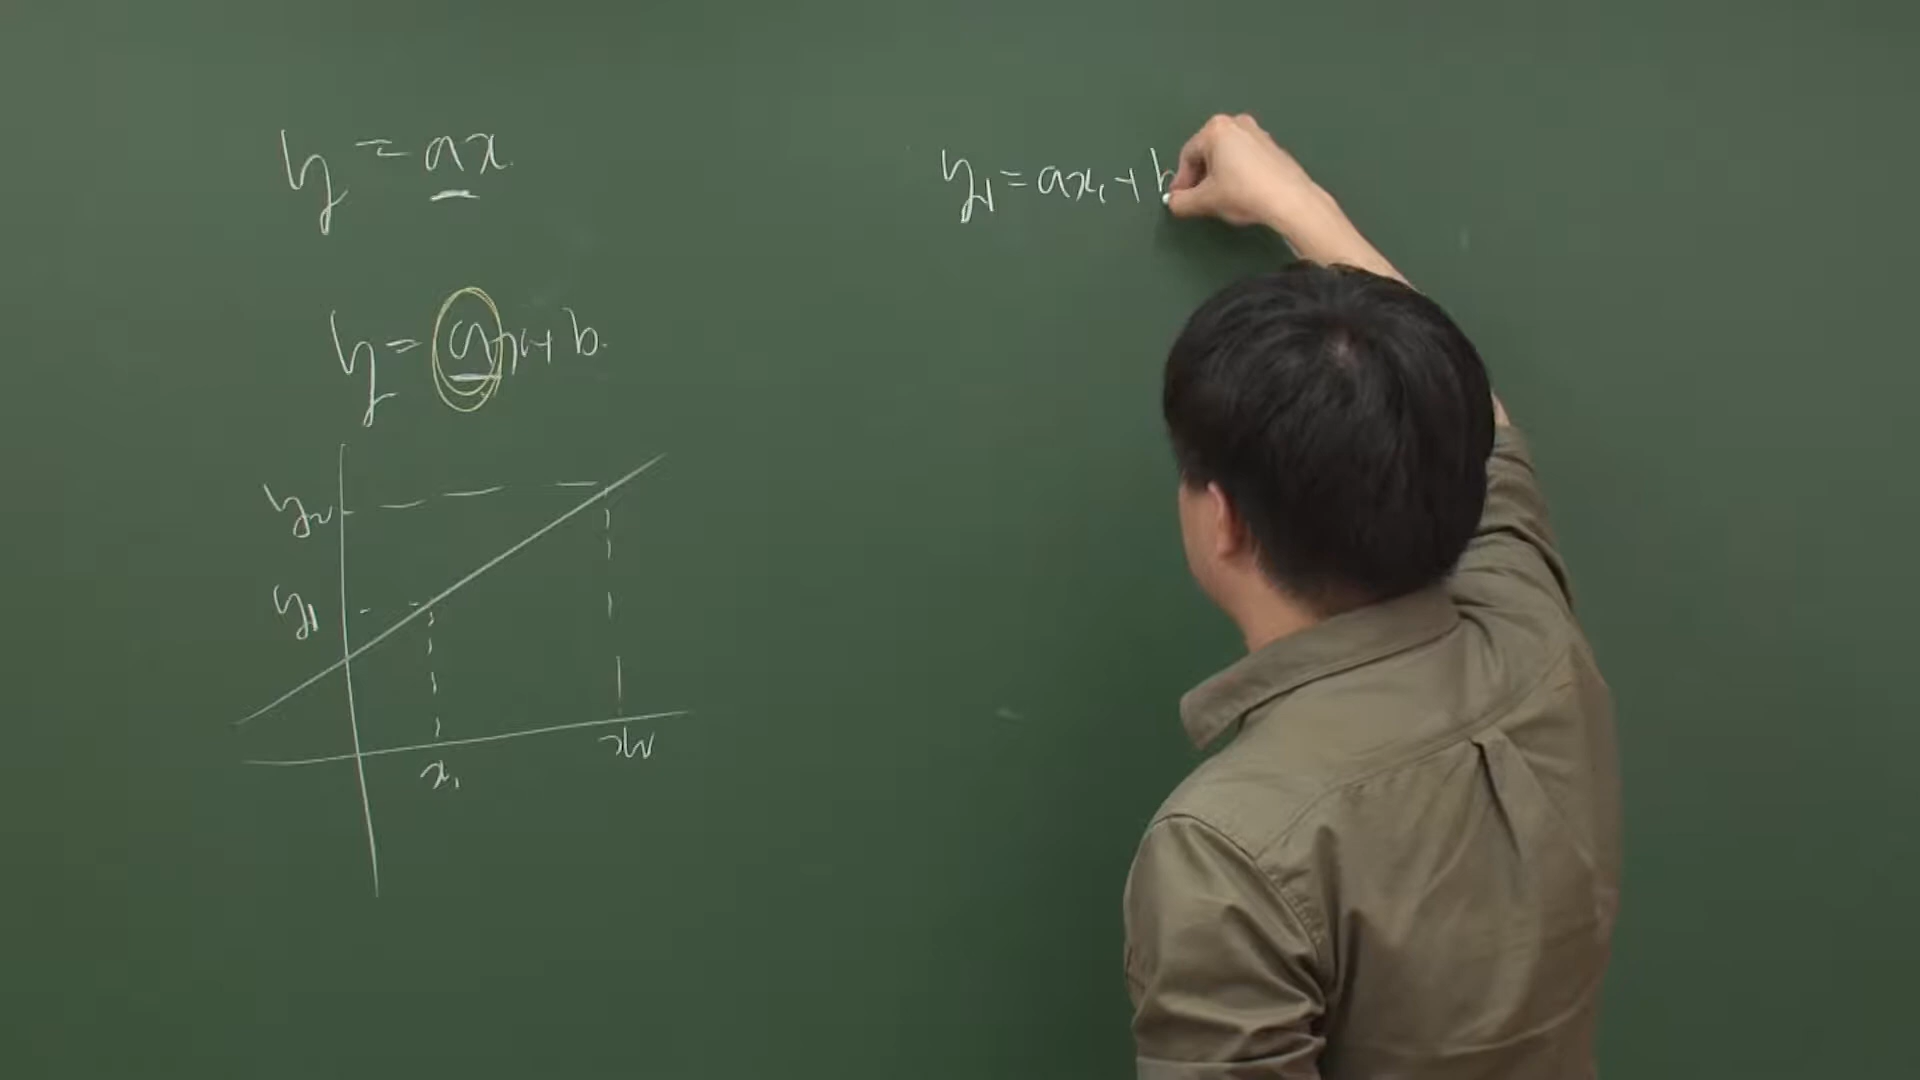 y = ax
y = ax + b
y₂
y₁
x₁
x₂
y₁ = ax₁ + b